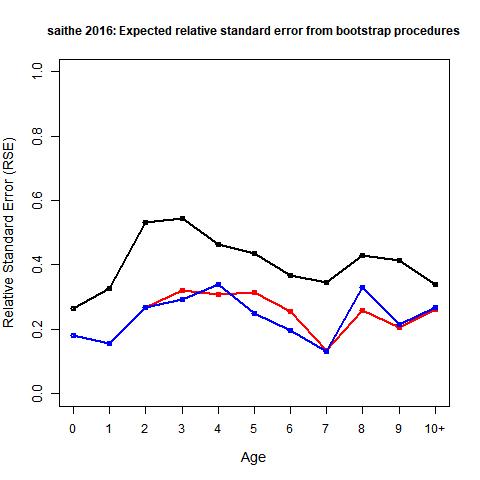 saithe 2016: Expected relative standard error from bootstrap procedures
Relative Standard Error (RSE)
1.0
0.8
0.6
0.4
0.2
0.0
0 1 2 3 4 5 6 7 8 9 10+
Age